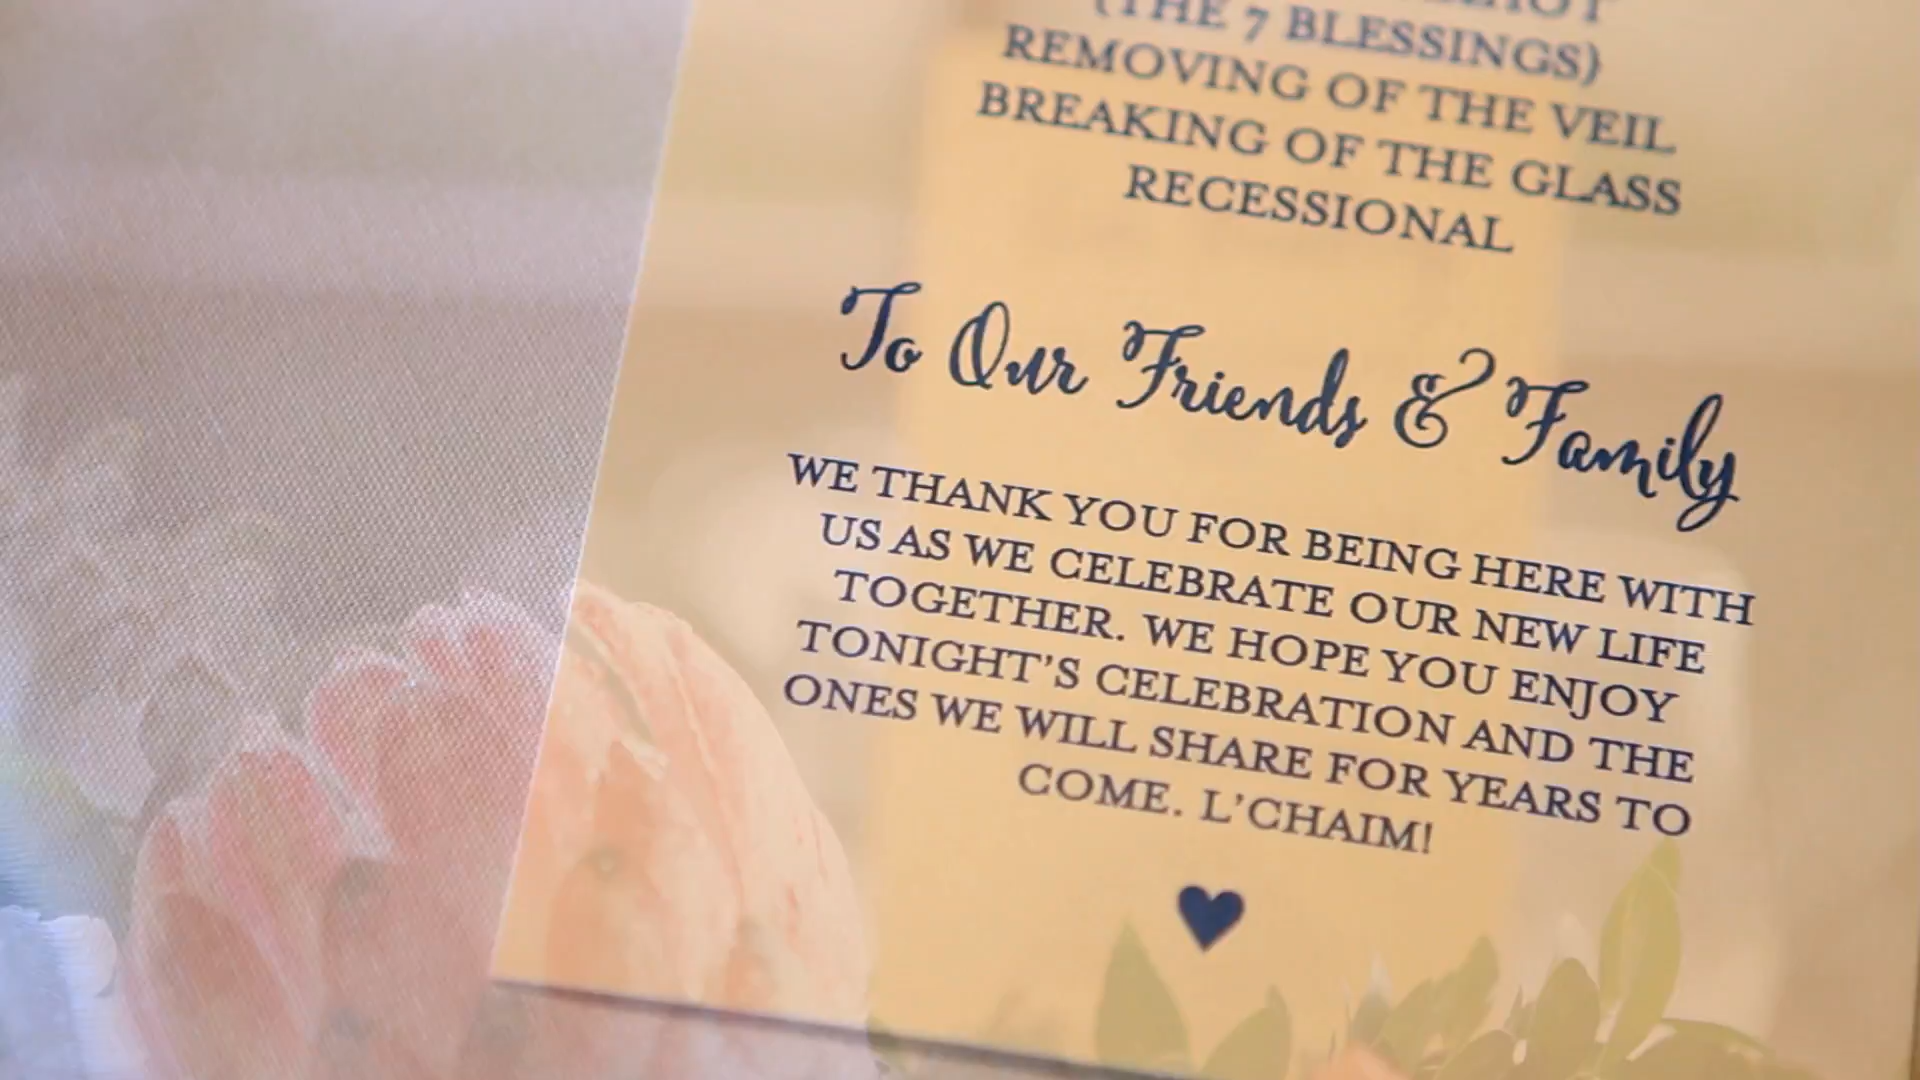 (THE 7 BLESSINGS)
REMOVING OF THE VEIL
BREAKING OF THE GLASS
RECESSIONAL
To Our Friends & Family
WE THANK YOU FOR BEING HERE WITH
US AS WE CELEBRATE OUR NEW LIFE
TOGETHER. WE HOPE YOU ENJOY
TONIGHT'S CELEBRATION AND THE
ONES WE WILL SHARE FOR YEARS TO
COME. L'CHAIM!